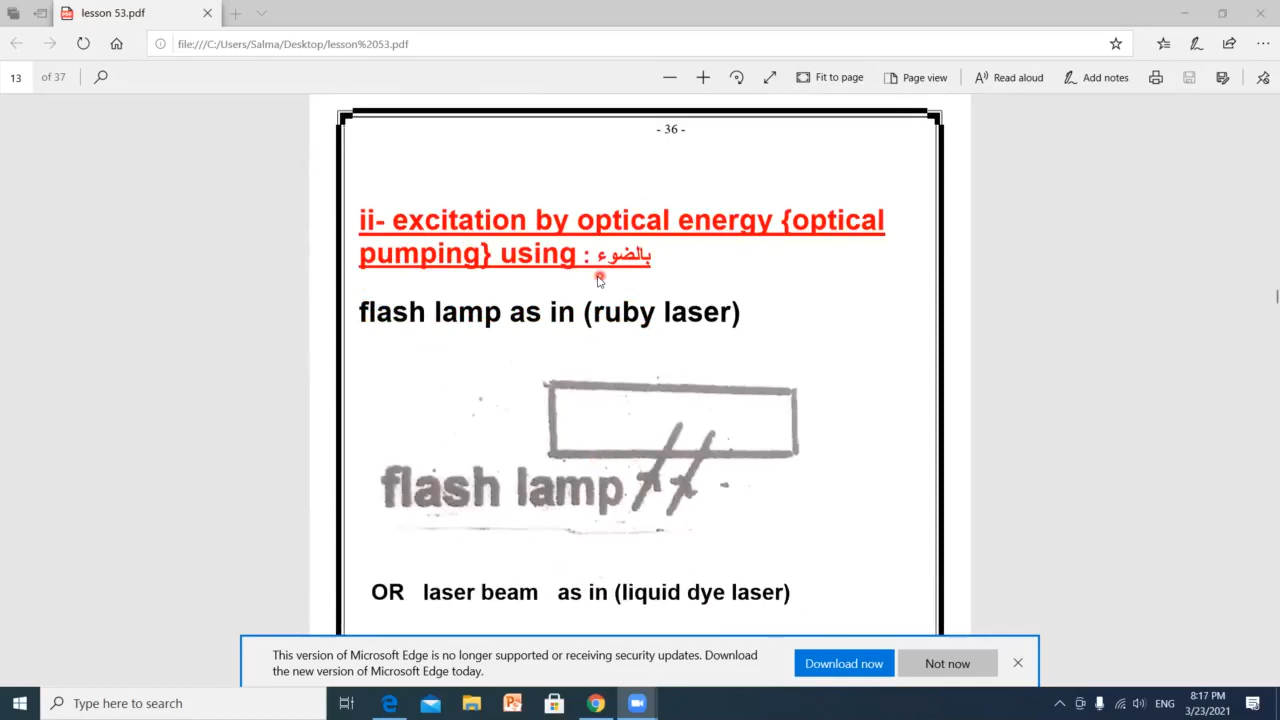 lesson 53.pdf
file:///C:/Users/Salma/Desktop/lesson%2053.pdf
13 of 37
Fit to page
Page view
Read aloud
Add notes
- 36 -
ii- excitation by optical energy {optical
pumping} using : بالضوء
flash lamp as in (ruby laser)
flash lamp
OR laser beam as in (liquid dye laser)
This version of Microsoft Edge is no longer supported or receiving security updates. Download
the new version of Microsoft Edge today.
Download now
Not now
Type here to search
ENG
8:17 PM
3/23/2021